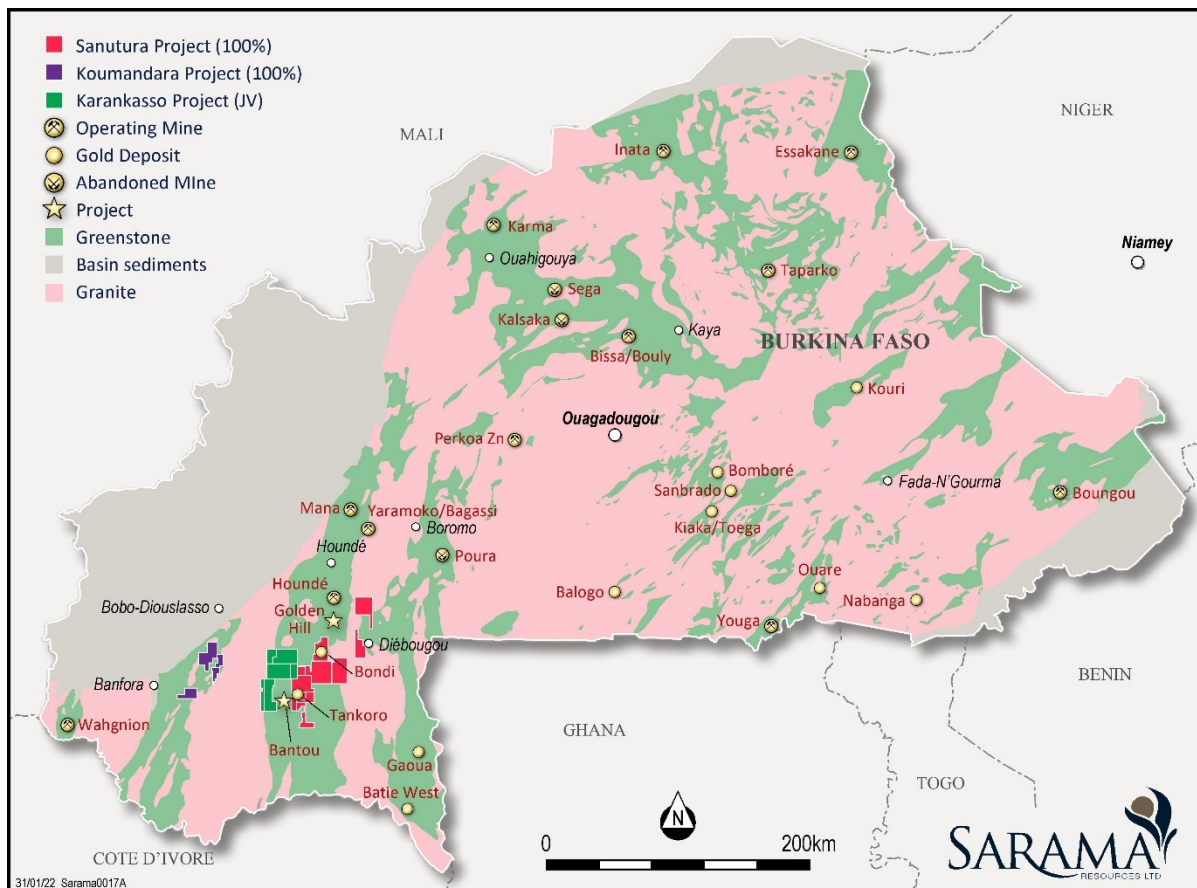 Sanutura Project (100%)
Koumandara Project (100%)
Karankasso Project (JV)
Operating Mine
Gold Deposit
Abandoned MIne
Project
Greenstone
Basin sediments
Granite
MALI
NIGER
Inata
Essakane
Karma
Ouahigouya
Niamey
Taparko
Sega
Kalsaka
Kaya
Bissa/Bouly
BURKINA FASO
Kouri
Ouagadougou
Perkoa Zn
Bomboré
Sanbrado
Fada-N'Gourma
Boungou
Kiaka/Toega
Mana
Yaramoko/Bagassi
Boromo
Houndé
Poura
Houndé
Golden
Hill
Bobo-Dioulasso
Balogo
Ouare
Nabanga
Youga
Diébougou
Bondi
Banfora
Tankoro
Wahgnion
Bantou
Gaoua
Batie West
BENIN
GHANA
TOGO
COTE D'IVORE
N
0
200km
SARAMA
RESOURCES LTD
31/01/22 Sarama0017A